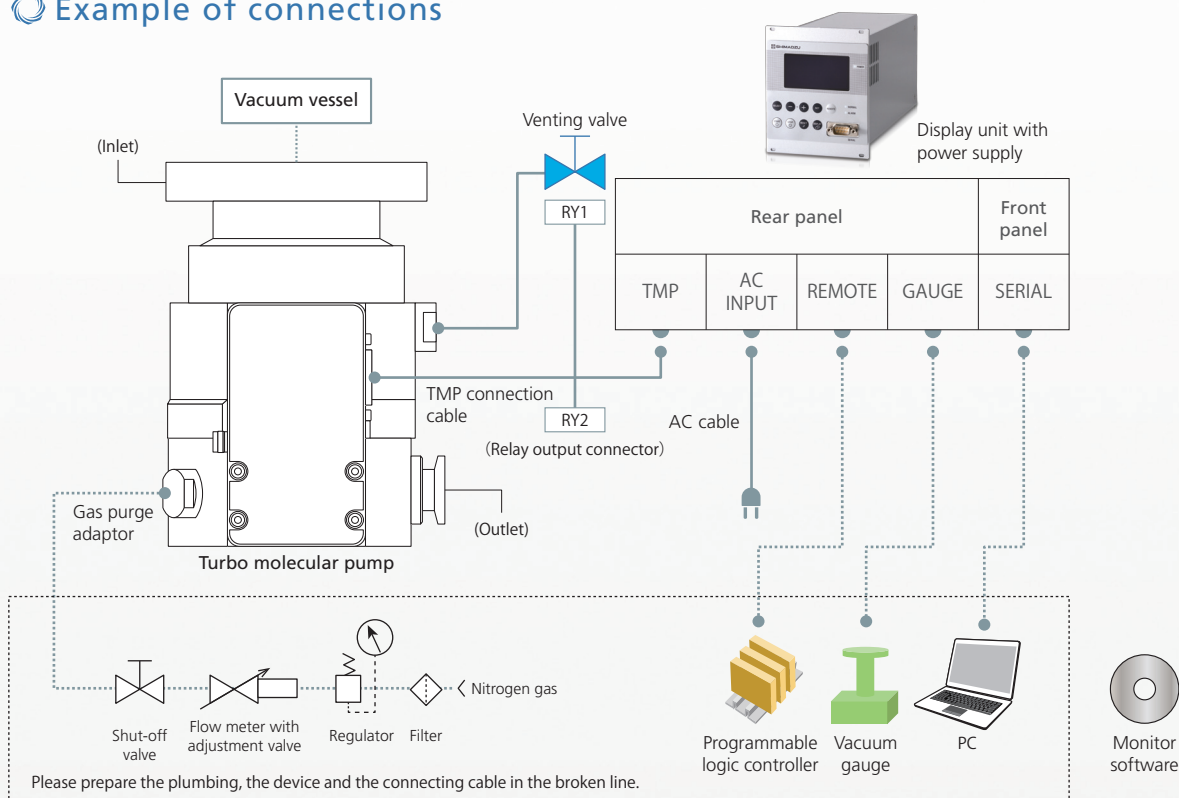 Example of connections
Vacuum vessel
(Inlet)
Venting valve
SHIMADZU
Display unit with
power supply
RY1
Rear panel
Front
panel
TMP
AC
INPUT
REMOTE
GAUGE
SERIAL
TMP connection
cable
RY2
(Relay output connector)
AC cable
Gas purge
adaptor
(Outlet)
Turbo molecular pump
Nitrogen gas
Shut-off
valve
Flow meter with
adjustment valve
Regulator
Filter
Programmable
logic controller
Vacuum
gauge
PC
Monitor
software
Please prepare the plumbing, the device and the connecting cable in the broken line.